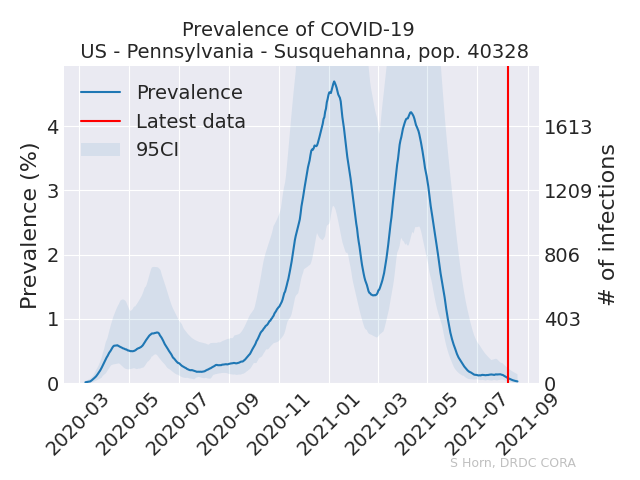 Prevalence of COVID-19
US - Pennsylvania - Susquehanna, pop. 40328
Prevalence
Latest data
95CI
Prevalence (%)
4
3
2
1
0
1613
1209
806
403
0
# of infections
2020-03
2020-05
2020-07
2020-09
2020-11
2021-01
2021-03
2021-05
2021-07
2021-09
S Horn, DRDC CORA